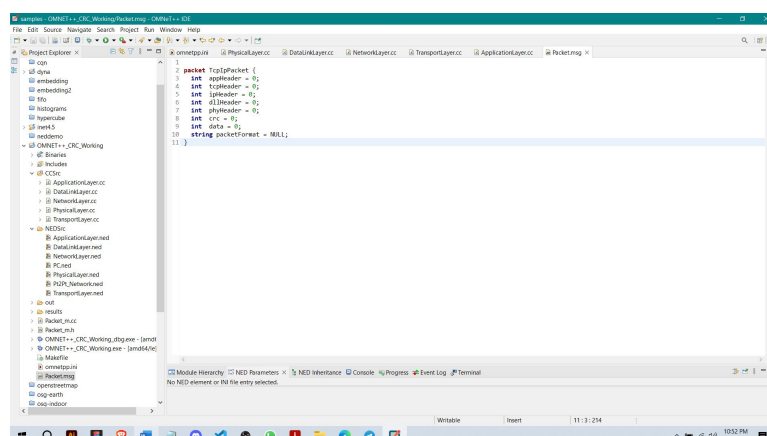 samples - OMNET++_CRC_Working/Packet.msg - OMNeT++ IDE
File Edit Source Navigate Search Project Run Window Help
Project Explorer
omnetpp.ini PhysicalLayer.cc DataLinkLayer.cc NetworkLayer.cc TransportLayer.cc ApplicationLayer.cc Packet.msg
cqn
dyna
embedding
embedding2
fifo
histograms
hypercube
inet4.5
neddemo
OMNET++_CRC_Working
Binaries
Includes
CCSrc
ApplicationLayer.cc
DataLinkLayer.cc
NetworkLayer.cc
PhysicalLayer.cc
TransportLayer.cc
NEDSrc
ApplicationLayer.ned
DataLinkLayer.ned
NetworkLayer.ned
PC.ned
PhysicalLayer.ned
Pt2Pt_Network.ned
TransportLayer.ned
out
results
Packet_m.cc
Packet_m.h
OMNET++_CRC_Working_dbg.exe - [amd6
OMNET++_CRC_Working.exe - [amd64/le]
Makefile
omnetpp.ini
Packet.msg
openstreetmap
osg-earth
osg-indoor
1
2 packet TcpIpPacket {
3 int appHeader = 0;
4 int tcpHeader = 0;
5 int ipHeader = 0;
6 int dllHeader = 0;
7 int phyHeader = 0;
8 int crc = 0;
9 int data = 0;
10 string packetFormat = NULL;
11 }
Module Hierarchy NED Parameters NED Inheritance Console Progress Event Log Terminal
No NED element or INI file entry selected.
Writable Insert 11 : 3 : 214
10:52 PM